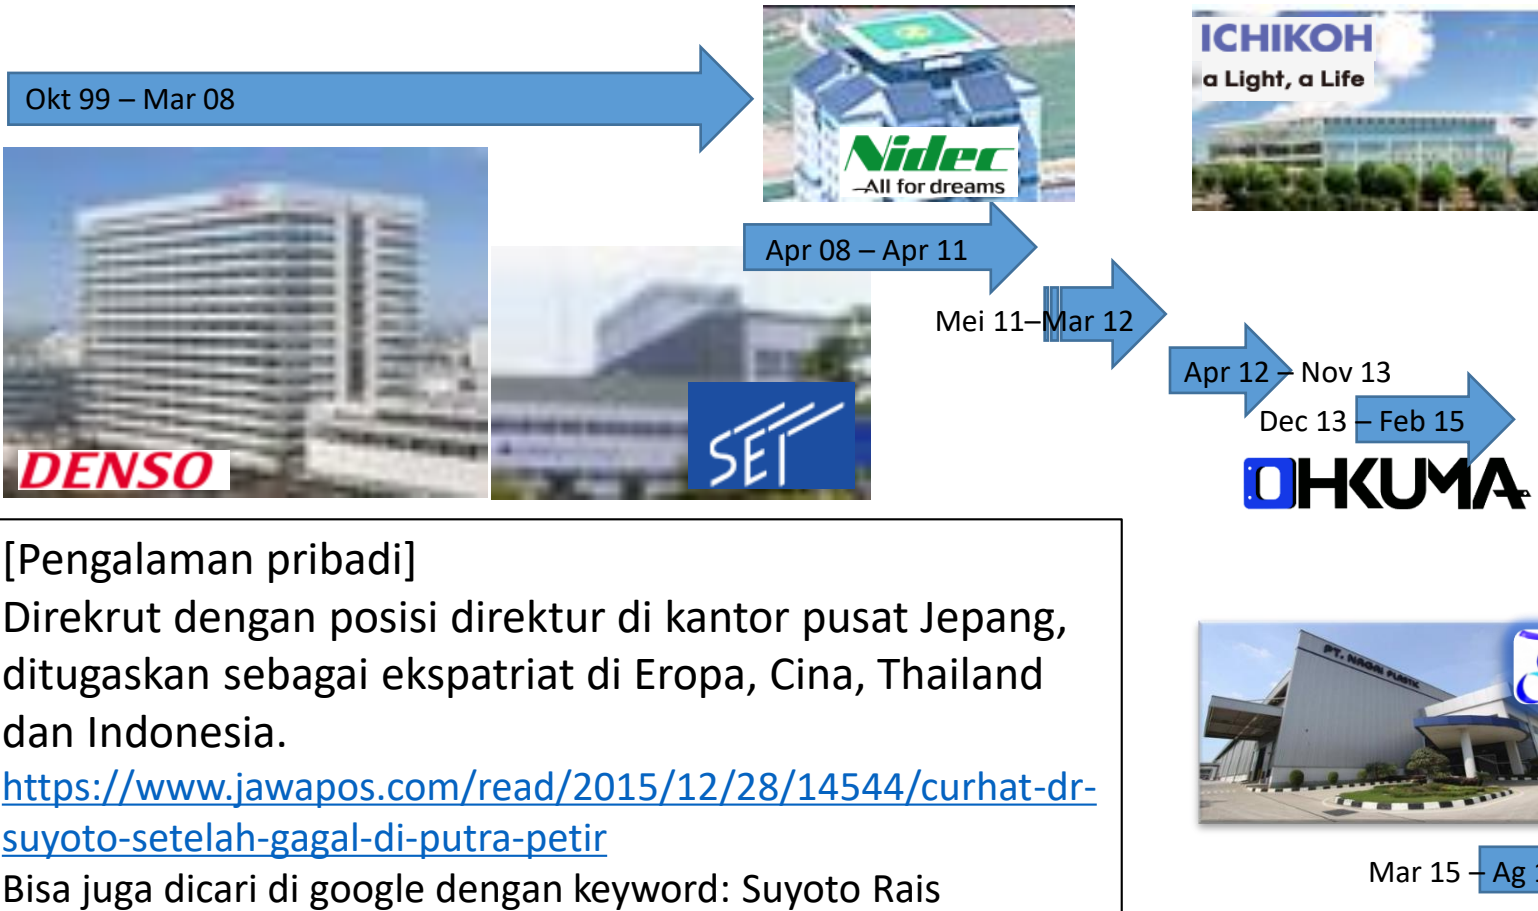 Okt 99 – Mar 08
Nidec
All for dreams
ICHIKOH
a Light, a Life
Apr 08 – Apr 11
Mei 11–Mar 12
Apr 12 – Nov 13
Dec 13 – Feb 15
DENSO
SET
OHKUMA
[Pengalaman pribadi]
Direkrut dengan posisi direktur di kantor pusat Jepang,
ditugaskan sebagai ekspatriat di Eropa, Cina, Thailand
dan Indonesia.
https://www.jawapos.com/read/2015/12/28/14544/curhat-dr-
suyoto-setelah-gagal-di-putra-petir
Bisa juga dicari di google dengan keyword: Suyoto Rais
PT. NAGAI PLASTIC
Mar 15 – Ag